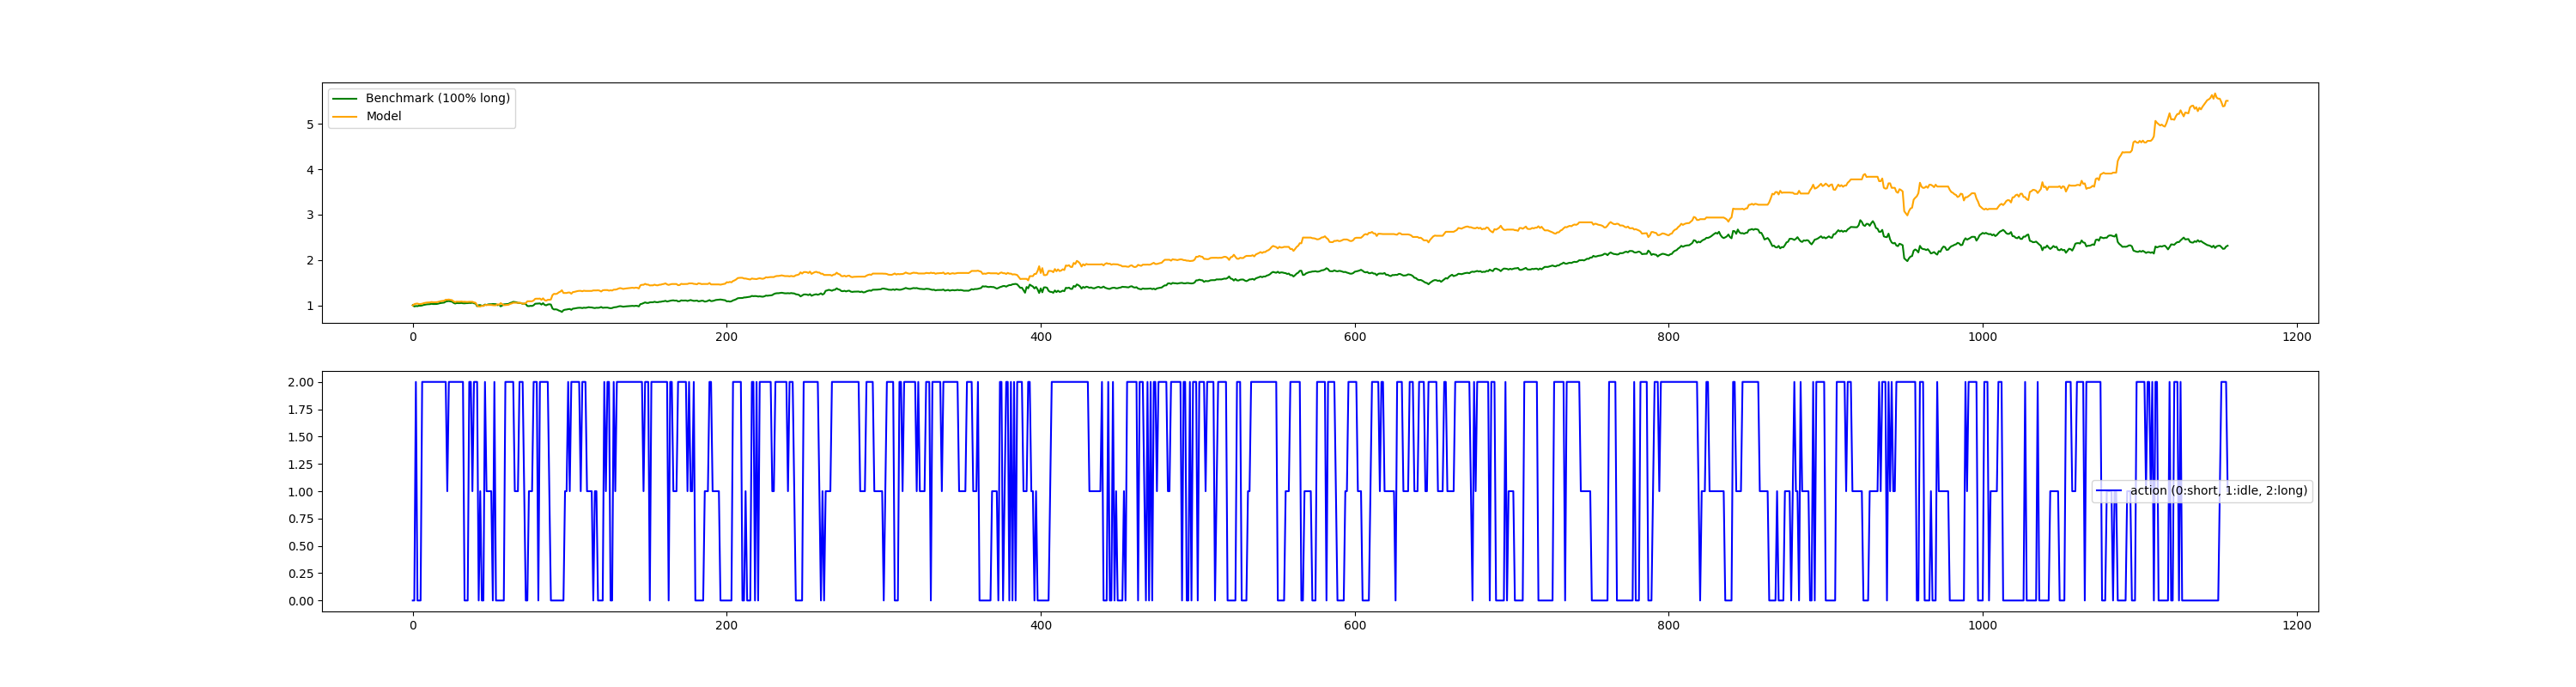 Benchmark (100% long)
Model
5
4
3
2
1
0 200 400 600 800 1000 1200
2.00
1.75
1.50
1.25
1.00
action (0:short, 1:idle, 2:long)
0.75
0.50
0.25
0.00
0 200 400 600 800 1000 1200